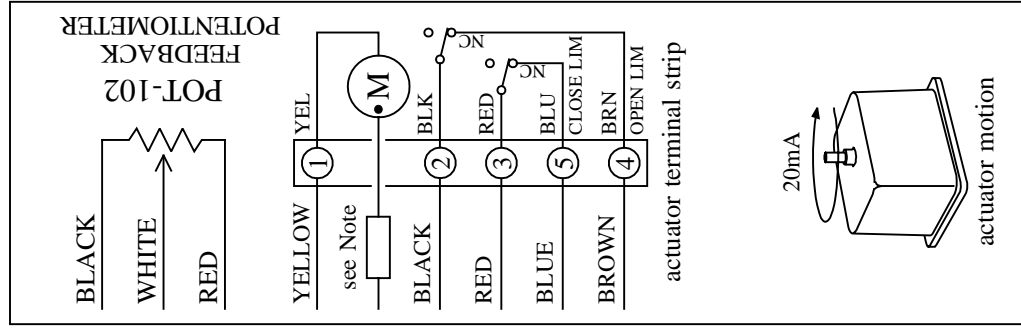 FEEDBACK
POTENTIOMETER
POT-102
BLACK
WHITE
RED
M
NC
NC
YEL
BLK
RED
BLU
CLOSE LIM
BRN
OPEN LIM
1
2
3
5
4
YELLOW
see Note
BLACK
RED
BLUE
BROWN
actuator terminal strip
20mA
actuator motion